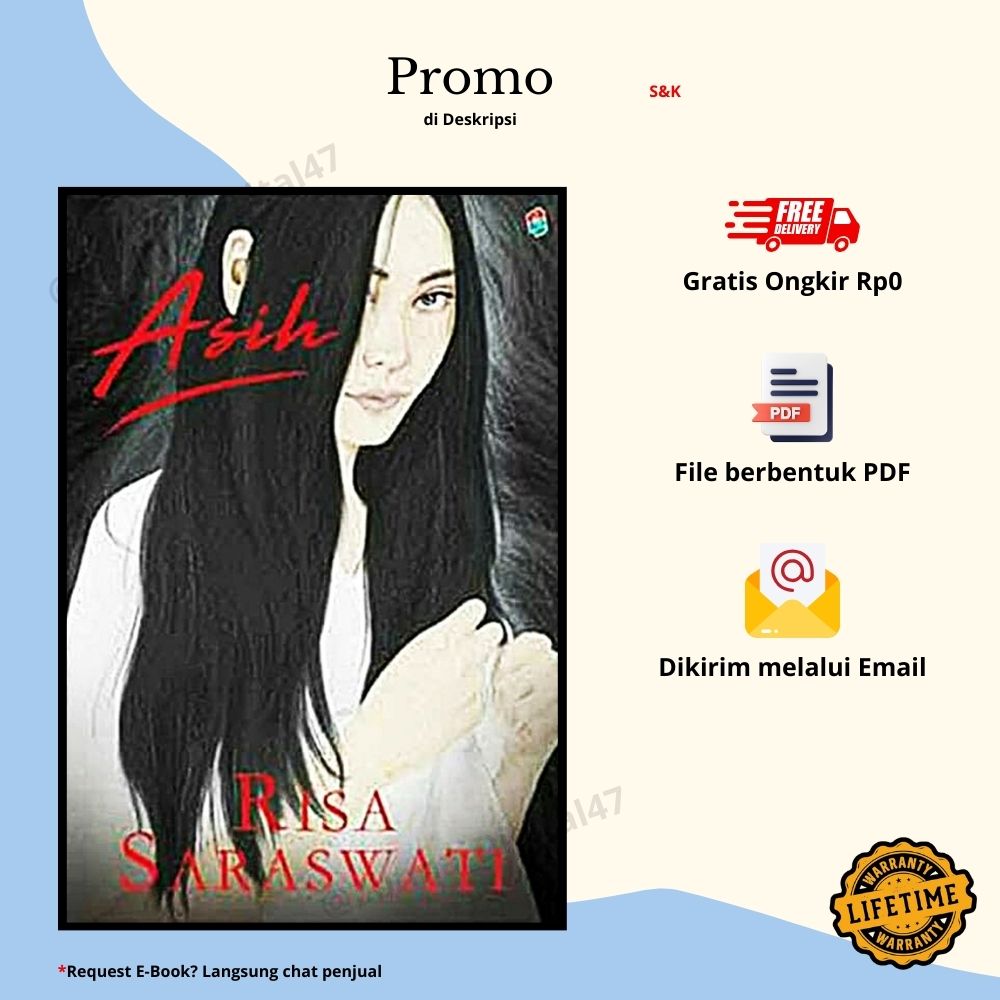 Promo
di Deskripsi
S&K
Asih
RISA
SARASWATI
FREE
DELIVERY
Gratis Ongkir Rp0
PDF
File berbentuk PDF
@
Dikirim melalui Email
WARRANTY
LIFETIME
WARRANTY
*Request E-Book? Langsung chat penjual